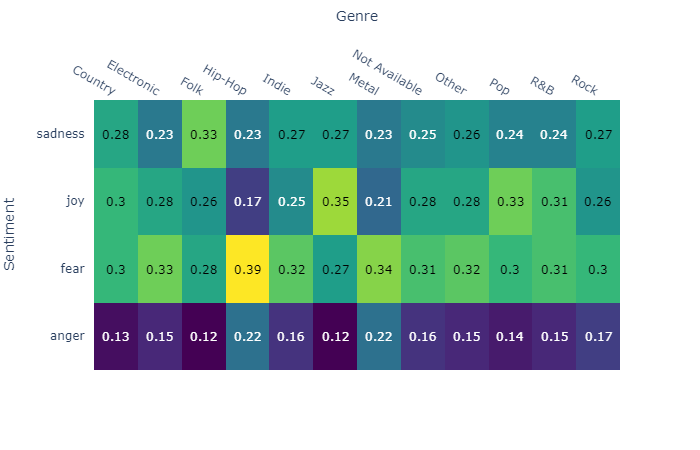 Genre
Country Electronic Folk Hip-Hop Indie Jazz Metal Not Available Other Pop R&B Rock
Sentiment
sadness 0.28 0.23 0.33 0.23 0.27 0.27 0.23 0.25 0.26 0.24 0.24 0.27
joy 0.3 0.28 0.26 0.17 0.25 0.35 0.21 0.28 0.28 0.33 0.31 0.26
fear 0.3 0.33 0.28 0.39 0.32 0.27 0.34 0.31 0.32 0.3 0.31 0.3
anger 0.13 0.15 0.12 0.22 0.16 0.12 0.22 0.16 0.15 0.14 0.15 0.17